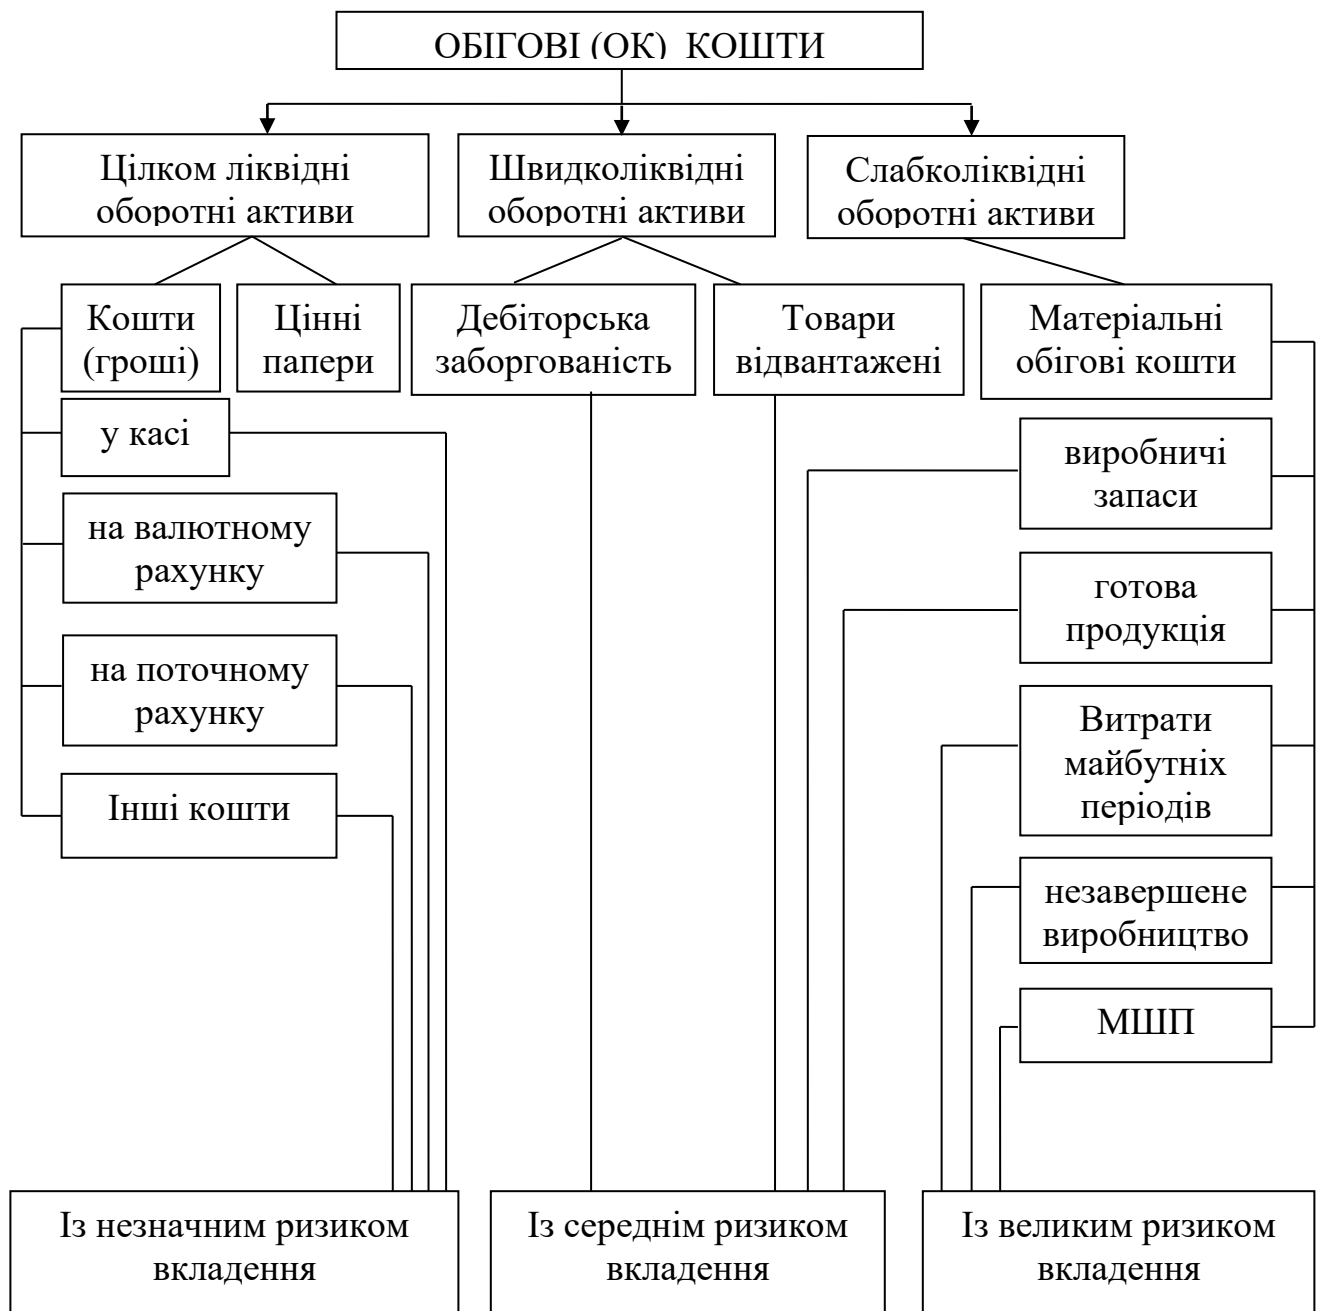 ОБІГОВІ (ОК) КОШТИ
Цілком ліквідні
оборотні активи
Швидколіквідні
оборотні активи
Слабколіквідні
оборотні активи
Кошти
(гроші)
Цінні
папери
Дебіторська
заборгованість
Товари
відвантажені
Матеріальні
обігові кошти
у касі
на валютному
рахунку
на поточному
рахунку
Інші кошти
виробничі
запаси
готова
продукція
Витрати
майбутніх
періодів
незавершене
виробництво
МШП
Із незначним ризиком
вкладення
Із середнім ризиком
вкладення
Із великим ризиком
вкладення